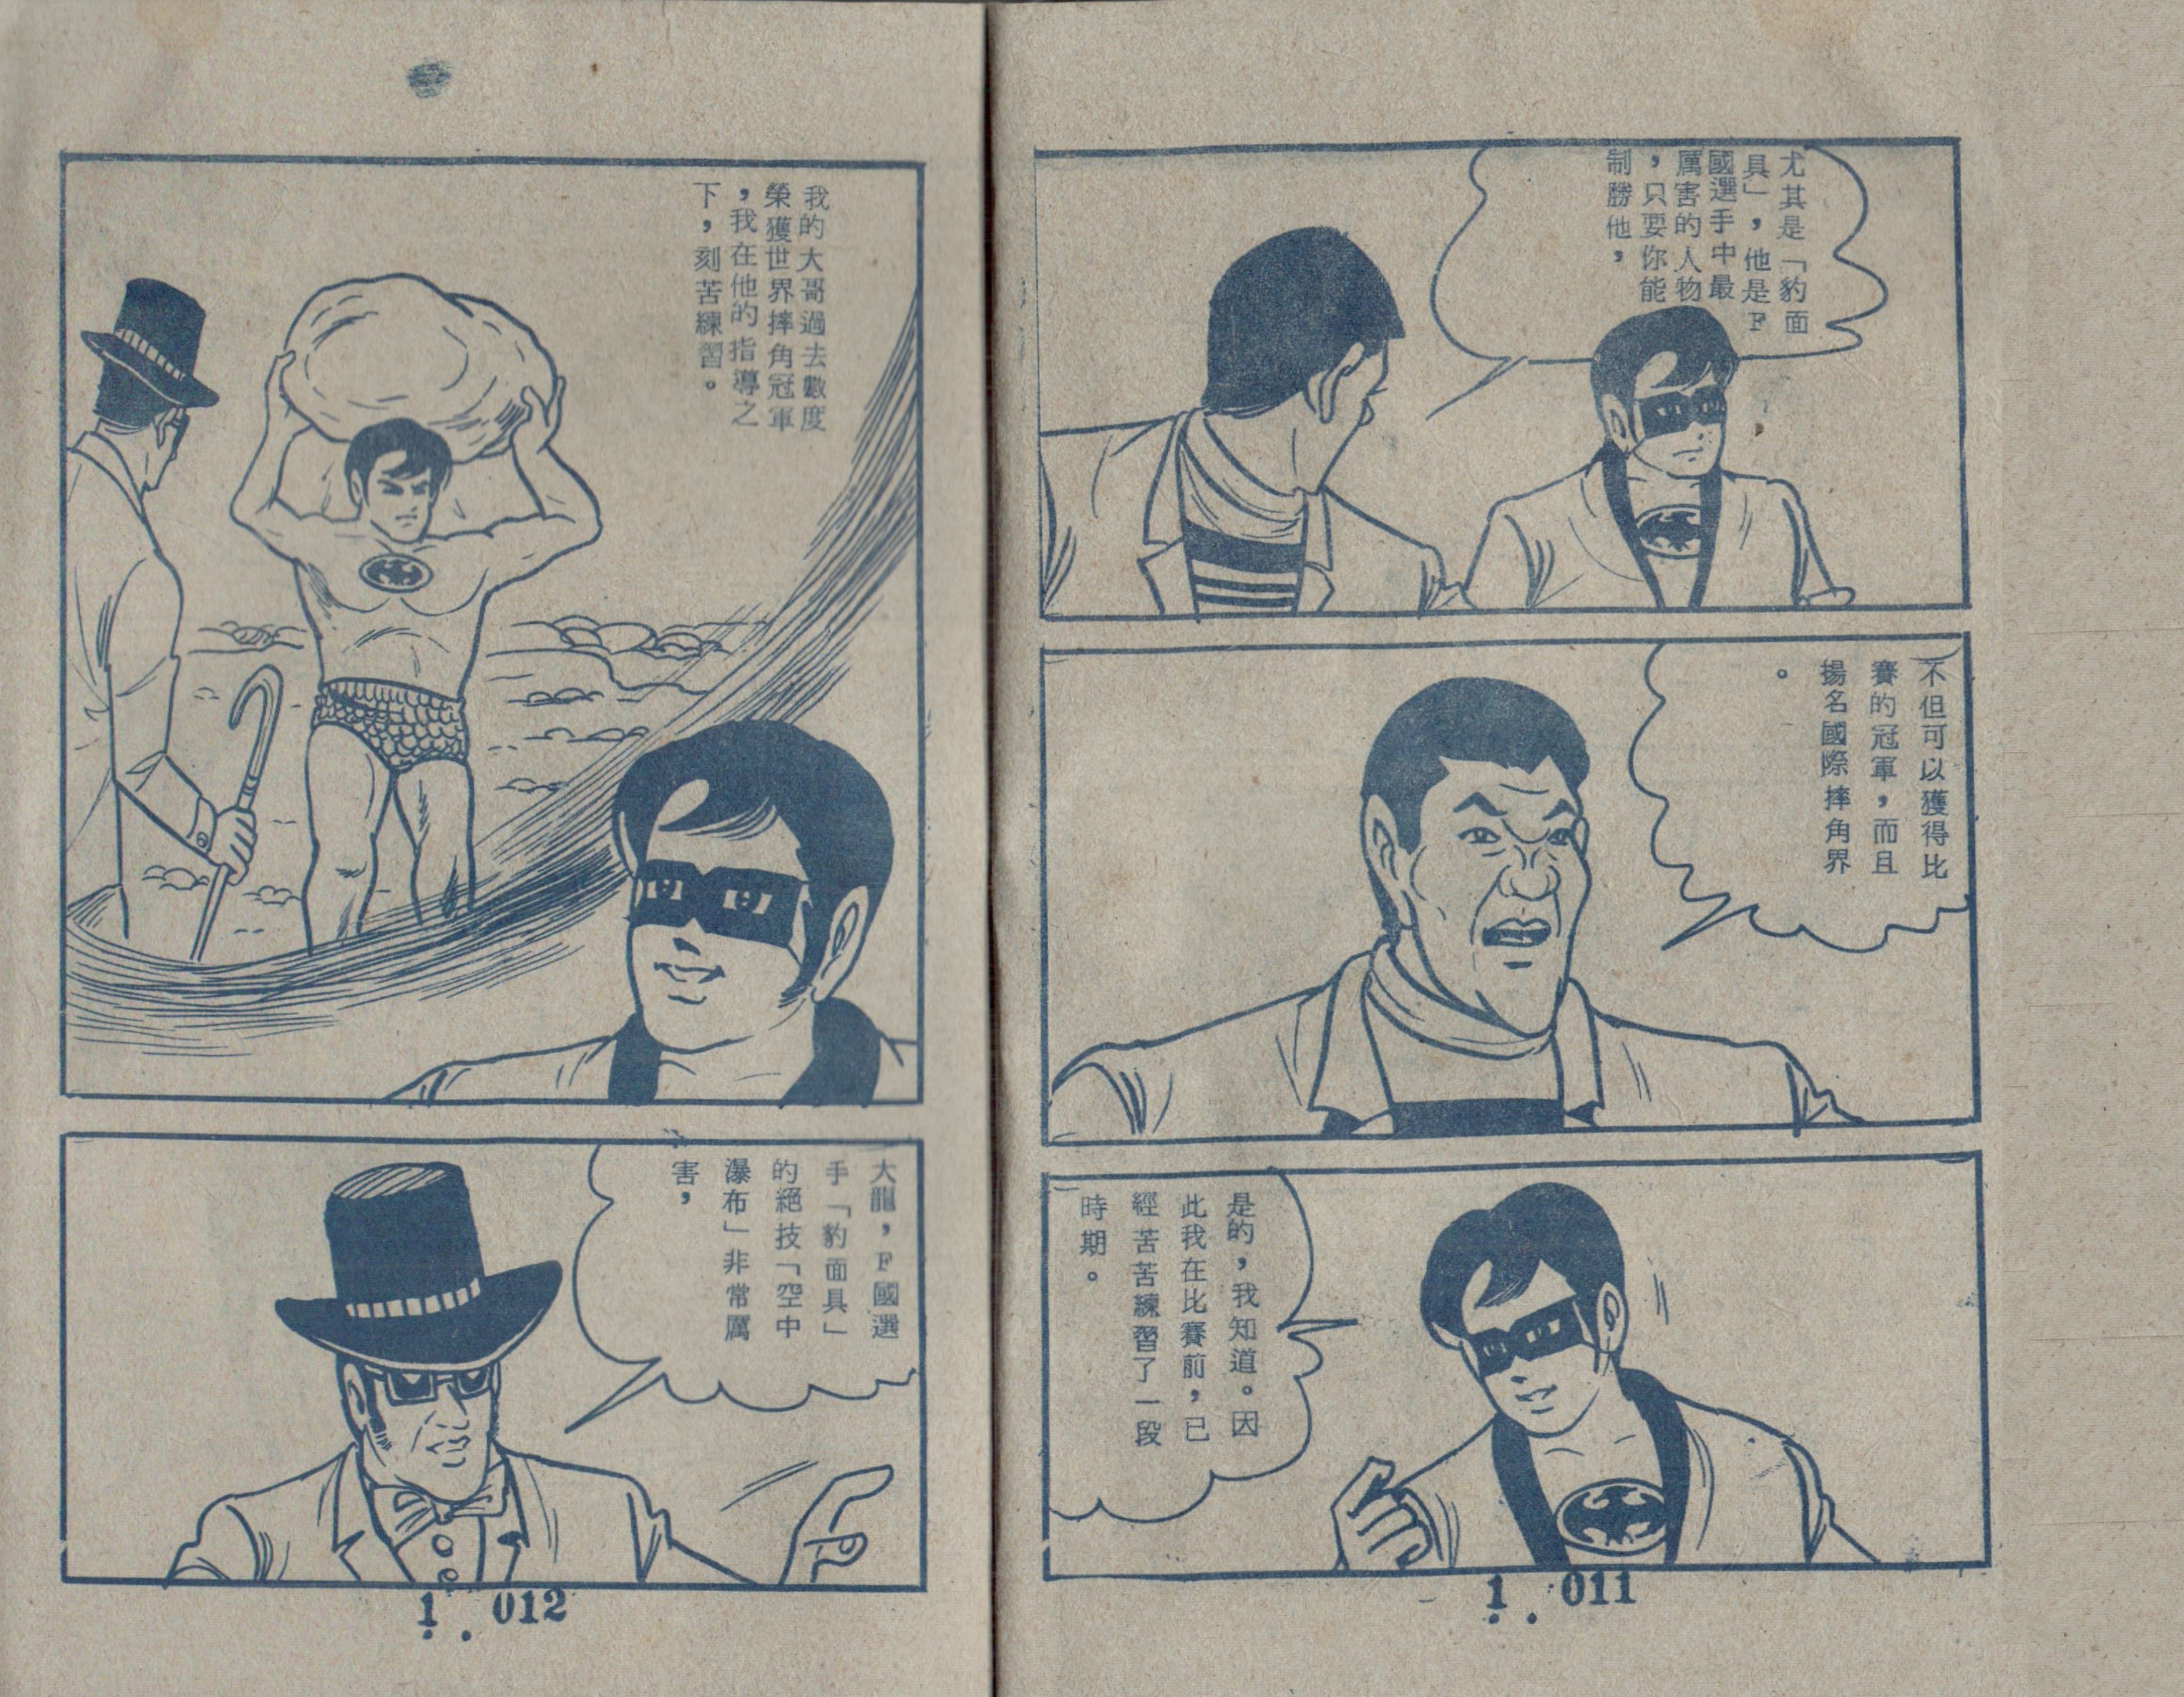 尤其是「豹面
具」，他是F
國選手中最
厲害的人物
，只要你能
制勝他，
不但可以獲得比
賽的冠軍，而且
揚名國際摔角界
。
是的，我知道。因
此我在比賽前，已
經苦苦練習了一段
時期。
1 011
我的大哥過去數度
榮獲世界摔角冠軍
，我在他的指導之
下，刻苦練習。
大龍，F國選
手「豹面具」
的絕技「空中
瀑布」非常厲
害，
1 012